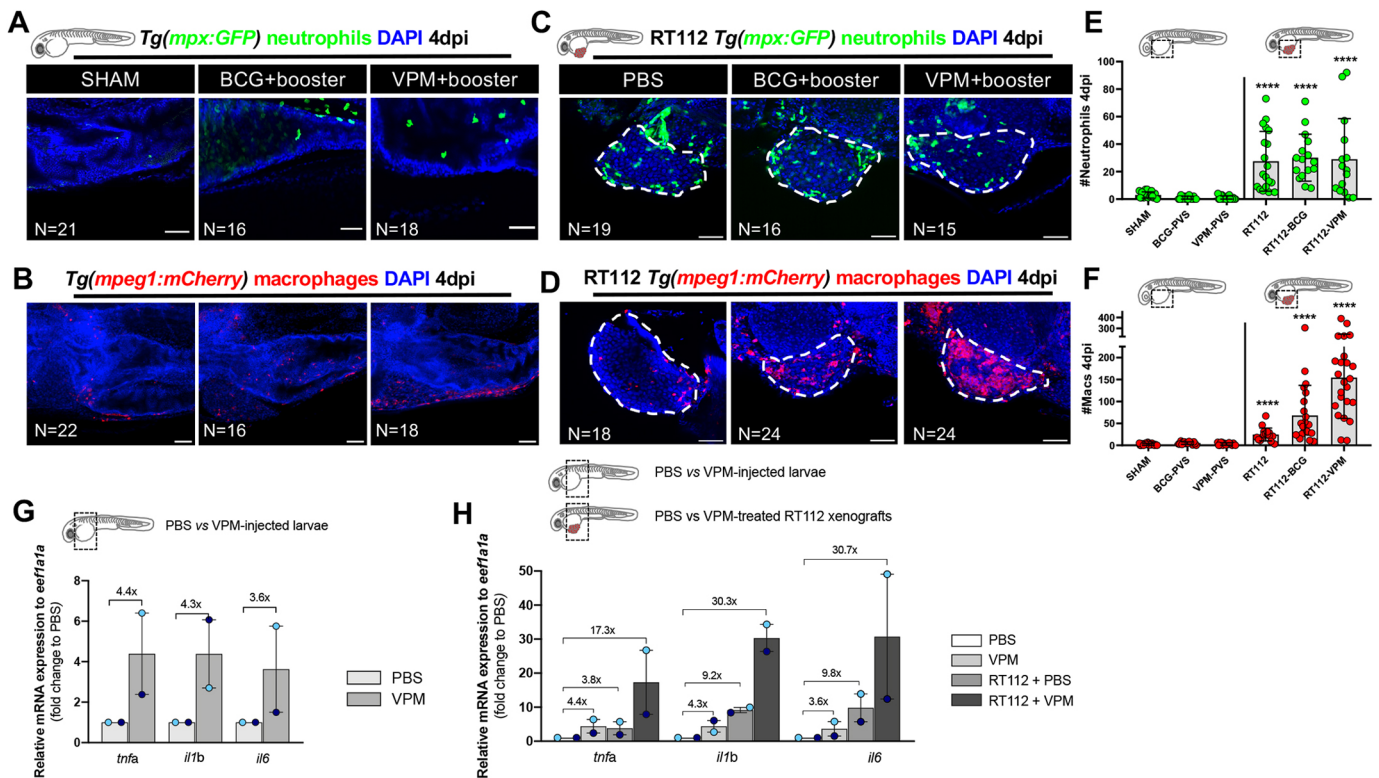 A
Tg(mpx:GFP) neutrophils DAPI 4dpi
SHAM
BCG+booster
VPM+booster
N=21
N=16
N=18
B
Tg(mpeg1:mCherry) macrophages DAPI 4dpi
N=22
N=16
N=18
C
RT112 Tg(mpx:GFP) neutrophils DAPI 4dpi
PBS
BCG+booster
VPM+booster
N=19
N=16
N=15
D
RT112 Tg(mpeg1:mCherry) macrophages DAPI 4dpi
N=18
N=24
N=24
E
#Neutrophils 4dpi
100
80
60
40
20
0
**** **** ****
SHAM
BCG-PVS
VPM-PVS
RT112
RT112-BCG
RT112-VPM
F
#Macs 4dpi
400
300
200
150
100
50
0
**** **** ****
SHAM
BCG-PVS
VPM-PVS
RT112
RT112-BCG
RT112-VPM
G
PBS vs VPM-injected larvae
Relative mRNA expression to eef1a1a
(fold change to PBS)
8
6
4
2
0
4.4x
4.3x
3.6x
tnfa
il1b
il6
PBS
VPM
H
PBS vs VPM-injected larvae
PBS vs VPM-treated RT112 xenografts
Relative mRNA expression to eef1a1a
(fold change to PBS)
50
40
30
20
10
0
17.3x
3.8x
4.4x
30.3x
9.2x
4.3x
30.7x
9.8x
3.6x
tnfa
il1b
il6
PBS
VPM
RT112 + PBS
RT112 + VPM